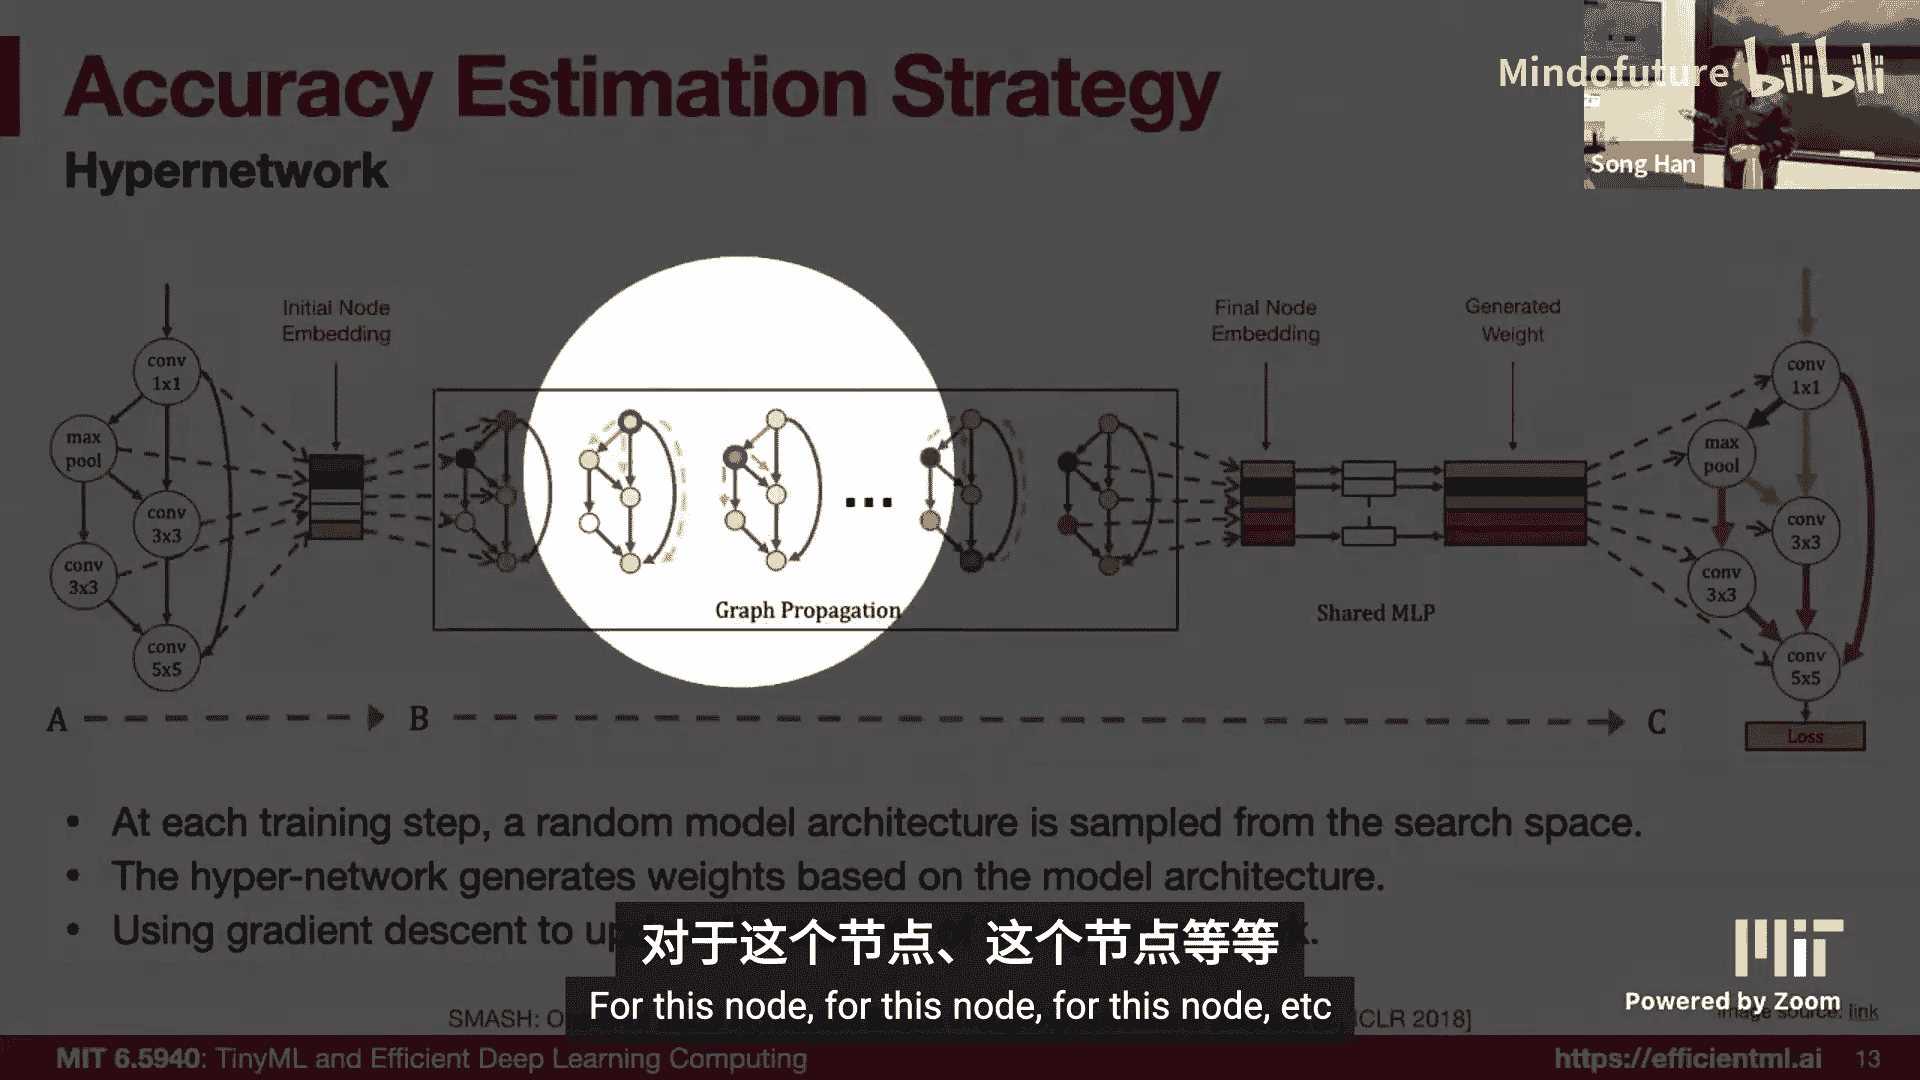 Accuracy Estimation Strategy
Hypernetwork
Mindofuture
bilibili
Song Han
Initial Node
Embedding
Final Node
Embedding
Generated
Weight
conv
1x1
max
pool
conv
3x3
conv
3x3
conv
5x5
...
Graph Propagation
Shared MLP
conv
1x1
max
pool
conv
3x3
conv
3x3
conv
5x5
Loss
A
B
C
• At each training step, a random model architecture is sampled from the search space.
• The hyper-network generates weights based on the model architecture.
• Using gradient descent to
对于这个节点、这个节点等等
For this node, for this node, for this node, etc
SMASH:
ICLR 2018]
MIT
Powered by Zoom
Image source: link
MIT 6.5940: TinyML and Efficient Deep Learning Computing
https://efficientml.ai
13